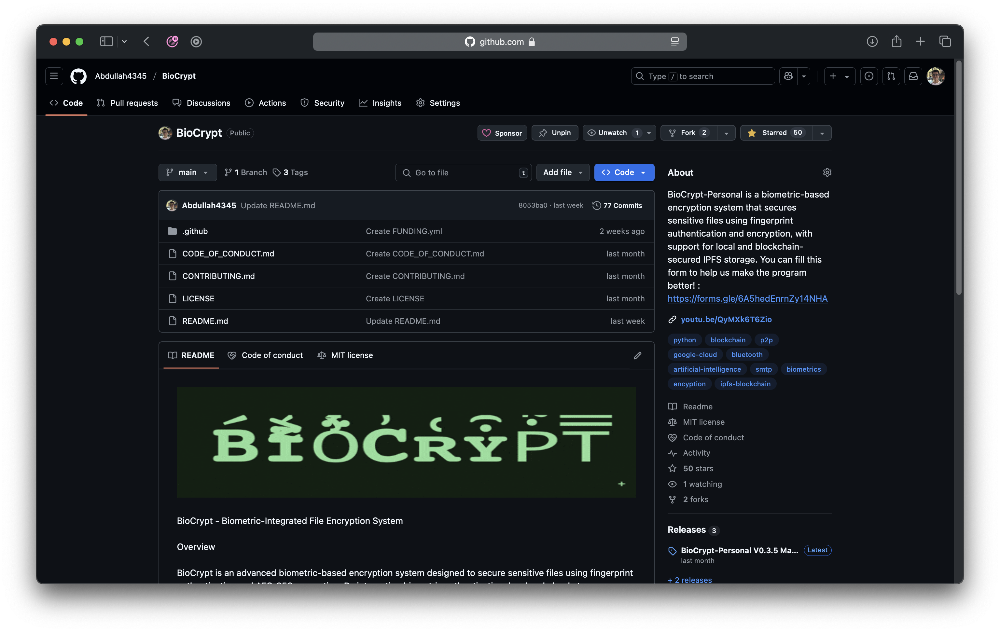 github.com
Abdullah4345 / BioCrypt
Type / to search
Code
Pull requests
Discussions
Actions
Security
Insights
Settings
BioCrypt Public
Sponsor
Unpin
Unwatch 1
Fork 2
Starred 50
main
1 Branch
3 Tags
Go to file
t
Add file
Code
Abdullah4345 Update README.md 8053ba0 · last week 77 Commits
.github Create FUNDING.yml 2 weeks ago
CODE_OF_CONDUCT.md Create CODE_OF_CONDUCT.md last month
CONTRIBUTING.md Create CONTRIBUTING.md last month
LICENSE Create LICENSE last month
README.md Update README.md last week
README
Code of conduct
MIT license
BIOCRYPT
BioCrypt - Biometric-Integrated File Encryption System
Overview
BioCrypt is an advanced biometric-based encryption system designed to secure sensitive files using fingerprint
About
BioCrypt-Personal is a biometric-based
encryption system that secures
sensitive files using fingerprint
authentication and encryption, with
support for local and blockchain-
secured IPFS storage. You can fill this
form to help us make the program
better! :
https://forms.gle/6A5hedEnrnZy14NHA
youtu.be/QyMXk6T6Zio
python blockchain p2p
google-cloud bluetooth
artificial-intelligence smtp biometrics
encyption ipfs-blockchain
Readme
MIT license
Code of conduct
Activity
50 stars
1 watching
2 forks
Releases 3
BioCrypt-Personal V0.3.5 Ma... Latest
last month
+ 2 releases